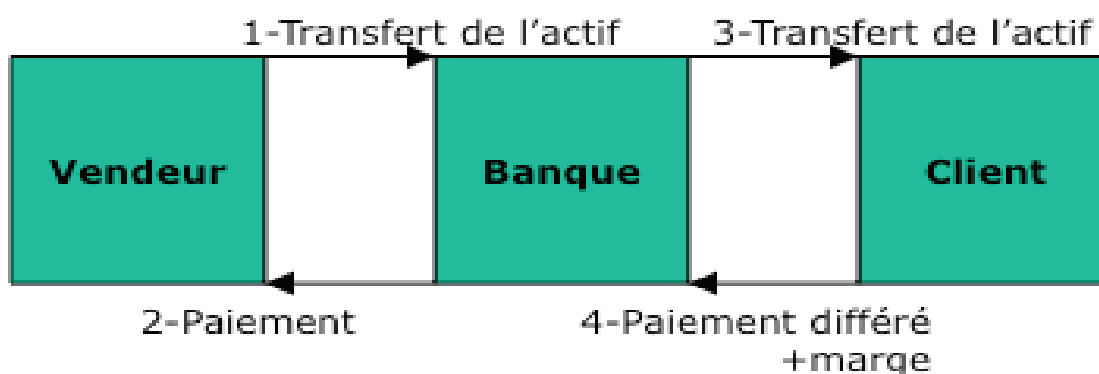 1-Transfert de l'actif
3-Transfert de l'actif
Vendeur
Banque
Client
2-Paiement
4-Paiement différé
+marge